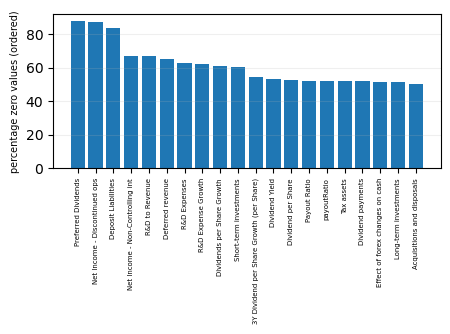 percentage zero values (ordered)
80
60
40
20
0
Preferred Dividends
Net Income - Discontinued ops
Deposit Liabilities
Net Income - Non-Controlling int
R&D to Revenue
Deferred revenue
R&D Expenses
R&D Expense Growth
Dividends per Share Growth
Short-term investments
3Y Dividend per Share Growth (per Share)
Dividend Yield
Dividend per Share
Payout Ratio
payoutRatio
Tax assets
Dividend payments
Effect of forex changes on cash
Long-term investments
Acquisitions and disposals